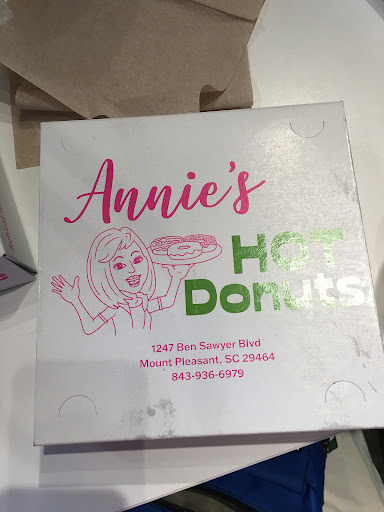 Annie's
HOT
Donuts
1247 Ben Sawyer Blvd
Mount Pleasant, SC 29464
843-936-6979